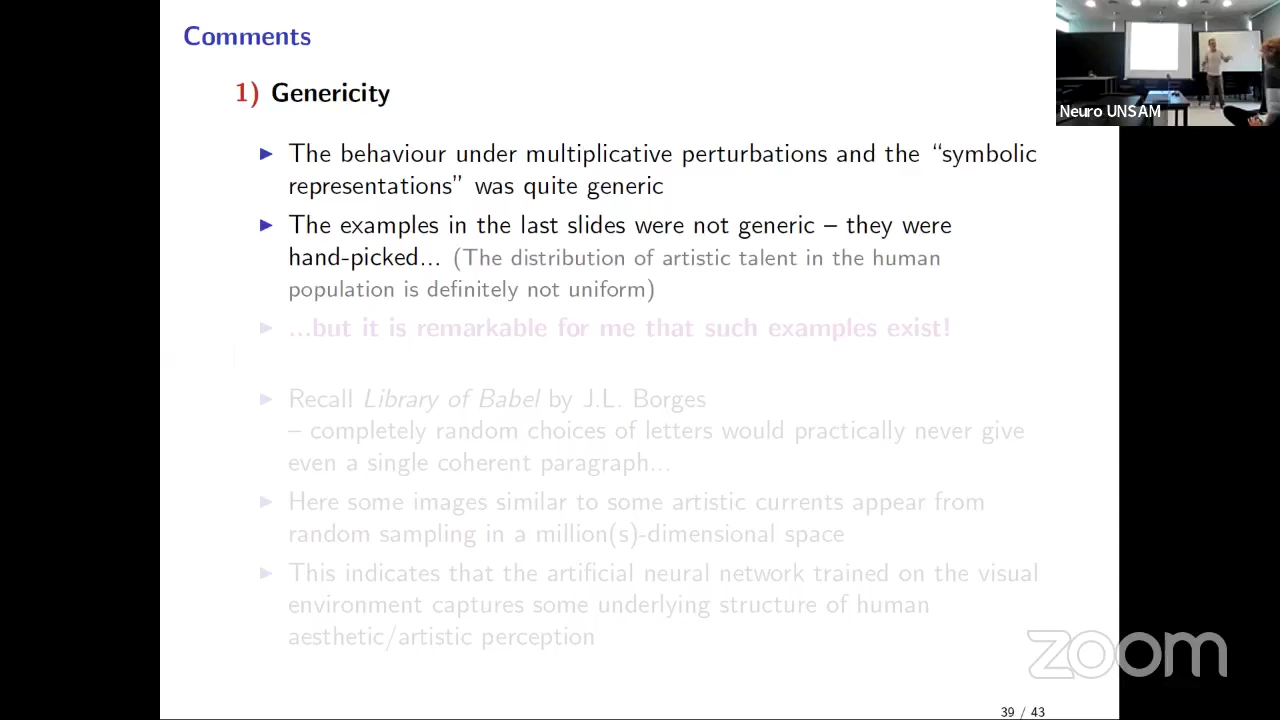 Comments
1) Genericity
► The behaviour under multiplicative perturbations and the “symbolic
representations” was quite generic
► The examples in the last slides were not generic – they were
hand-picked... (The distribution of artistic talent in the human
population is definitely not uniform)
► ...but it is remarkable for me that such examples exist!
► Recall Library of Babel by J.L. Borges
– completely random choices of letters would practically never give
even a single coherent paragraph...
► Here some images similar to some artistic currents appear from
random sampling in a million(s)-dimensional space
► This indicates that the artificial neural network trained on the visual
environment captures some underlying structure of human
aesthetic/artistic perception
39 / 43
Neuro UNSAM
zoom